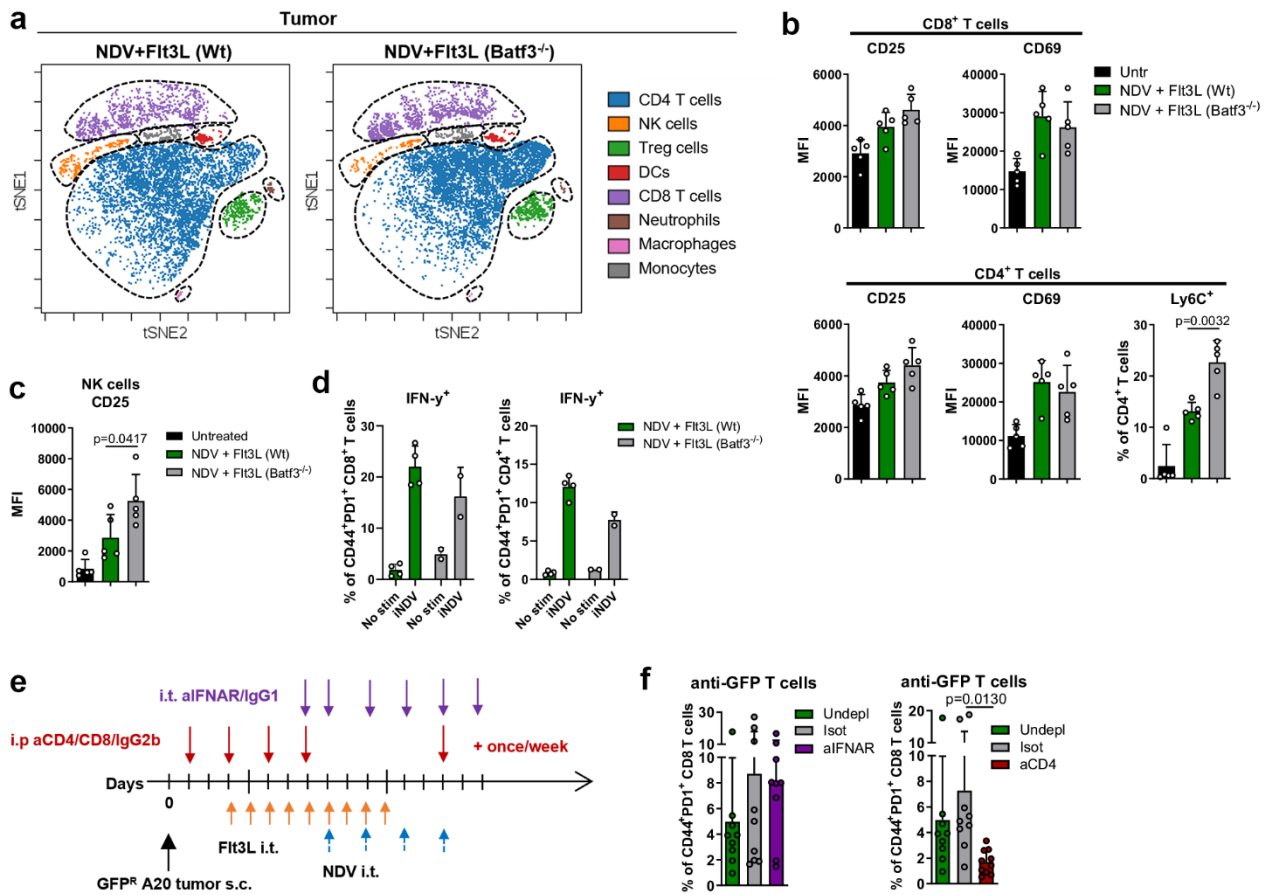 a
Tumor
NDV+Flt3L (Wt)
NDV+Flt3L (Batf3-/-)
tSNE1
tSNE2
tSNE1
tSNE2
CD4 T cells
NK cells
Treg cells
DCs
CD8 T cells
Neutrophils
Macrophages
Monocytes
b
CD8+ T cells
CD25
CD69
MFI
6000
4000
2000
0
MFI
40000
30000
20000
10000
0
Untr
NDV + Flt3L (Wt)
NDV + Flt3L (Batf3-/-)
CD4+ T cells
CD25
CD69
Ly6C+
MFI
6000
4000
2000
0
MFI
40000
30000
20000
10000
0
p=0.0032
% of CD4+ T cells
30
20
10
0
c
NK cells
CD25
p=0.0417
MFI
10000
8000
6000
4000
2000
0
Untreated
NDV + Flt3L (Wt)
NDV + Flt3L (Batf3-/-)
d
IFN-y+
% of CD44+PD1+ CD8+ T cells
30
20
10
0
No stim
iNDV
No stim
iNDV
IFN-y+
% of CD44+PD1+ CD4+ T cells
20
15
10
5
0
No stim
iNDV
No stim
iNDV
NDV + Flt3L (Wt)
NDV + Flt3L (Batf3-/-)
e
i.t. aIFNAR/IgG1
i.p aCD4/CD8/IgG2b
+ once/week
Days
0
Flt3L i.t.
NDV i.t.
GFPR A20 tumor s.c.
f
anti-GFP T cells
% of CD44+PD1+ CD8 T cells
30
20
10
10
8
6
4
2
0
Undepl
Isot
aIFNAR
anti-GFP T cells
p=0.0130
% of CD44+PD1+ CD8 T cells
20
10
10
8
6
4
2
0
Undepl
Isot
aCD4